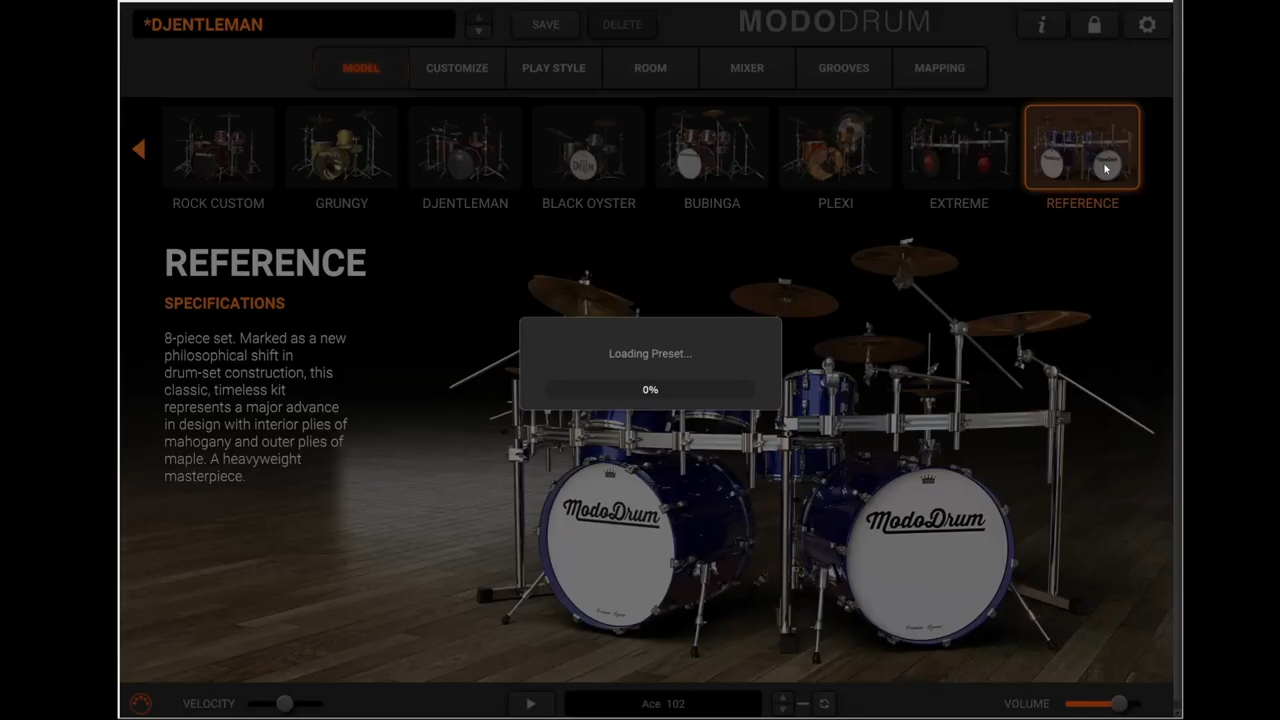 *DJENTLEMAN
SAVE
DELETE
MODODRUM
i
MODEL
CUSTOMIZE
PLAY STYLE
ROOM
MIXER
GROOVES
MAPPING
ROCK CUSTOM
GRUNGY
DJENTLEMAN
BLACK OYSTER
BUBINGA
PLEXI
EXTREME
REFERENCE
REFERENCE
SPECIFICATIONS
8-piece set. Marked as a new
philosophical shift in
drum-set construction, this
classic, timeless kit
represents a major advance
in design with interior plies of
mahogany and outer plies of
maple. A heavyweight
masterpiece.
Loading Preset...
0%
ModoDrum
ModoDrum
VELOCITY
Ace 102
VOLUME